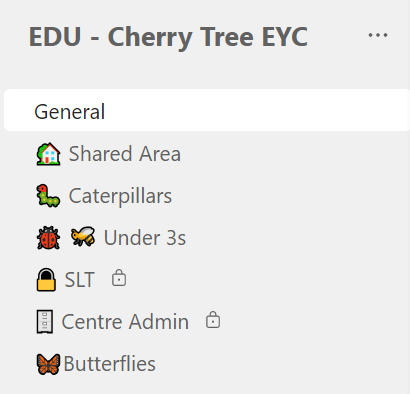 EDU - Cherry Tree EYC
General
Shared Area
Caterpillars
Under 3s
SLT
Centre Admin
Butterflies